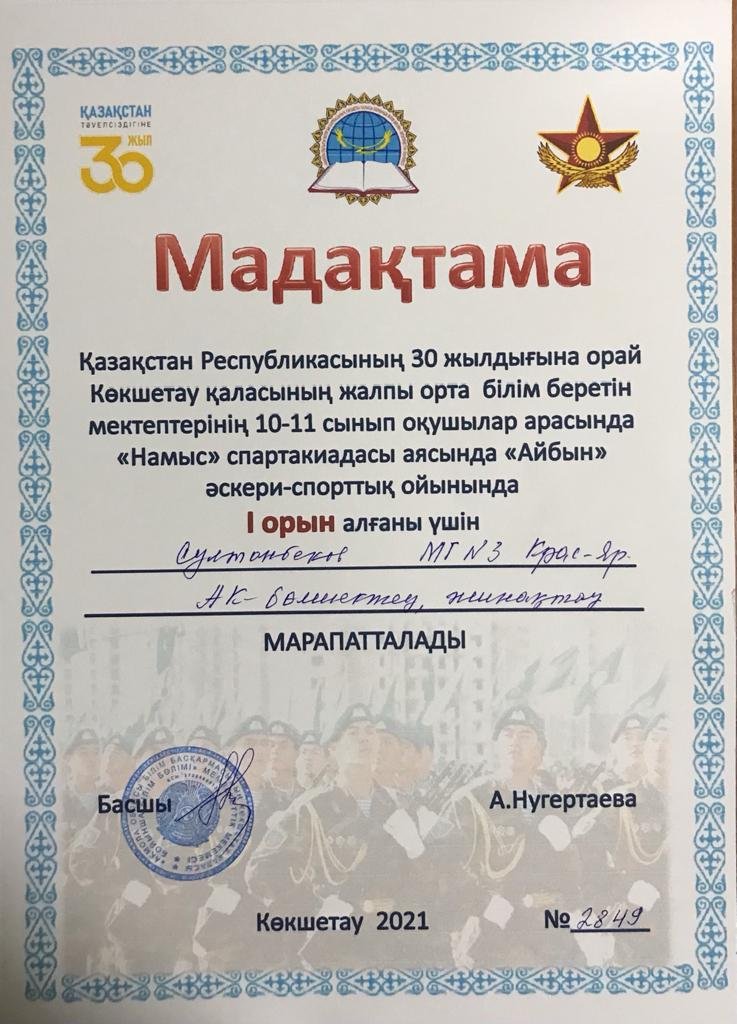 ҚАЗАҚСТАН
ТӘУЕЛСІЗДІГІНЕ
30 ЖЫЛ
Мадақтама
Қазақстан Республикасының 30 жылдығына орай
Көкшетау қаласының жалпы орта білім беретін
мектептерінің 10-11 сынып оқушылар арасында
«Намыс» спартакиадасы аясында «Айбын»
әскери-спорттық ойынында
І орын алғаны үшін
Султонбеков МГ N3 Крас-Яр.
АК- бөлшектеу, жинақтау
МАРАПАТТАЛАДЫ
Басшы
А.Нугертаева
Көкшетау 2021
№ 2849